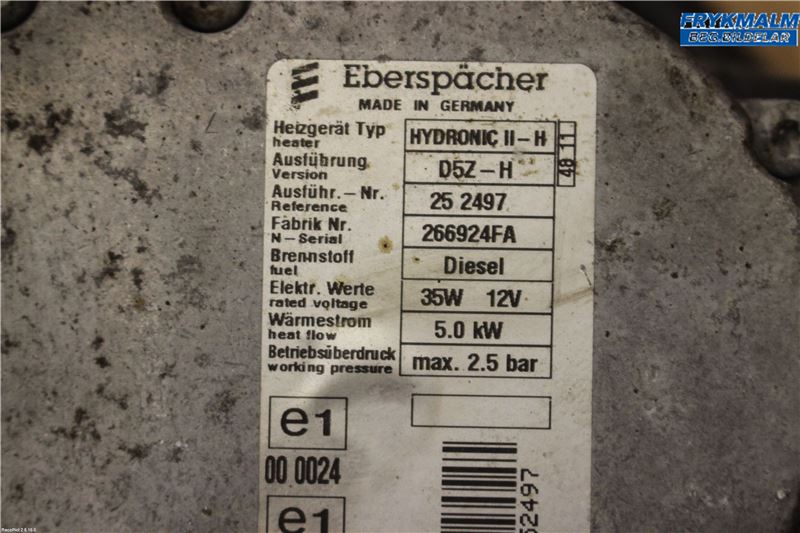 FRYKMALM
BZG BILDELAR
Eberspächer
MADE IN GERMANY
Heizgerät Typ HYDRONIC II-H
heater
48 11
Ausführung D5Z-H
Version
Ausführ.-Nr. 25 2497
Reference
Fabrik Nr. 266924FA
N-Serial
Brennstoff Diesel
fuel
Elektr. Werte 35W 12V
rated voltage
Wärmestrom 5.0 kW
heat flow
Betriebsüberdruck max. 2.5 bar
working pressure
e1
00 0024
e1
52497